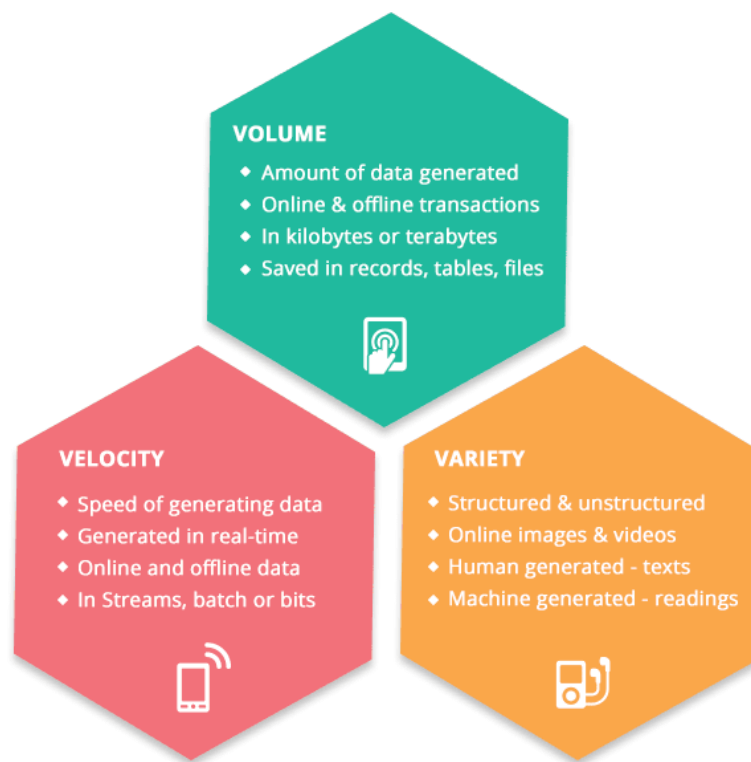 VOLUME
◆ Amount of data generated
◆ Online & offline transactions
◆ In kilobytes or terabytes
◆ Saved in records, tables, files
VELOCITY
◆ Speed of generating data
◆ Generated in real-time
◆ Online and offline data
◆ In Streams, batch or bits
VARIETY
◆ Structured & unstructured
◆ Online images & videos
◆ Human generated - texts
◆ Machine generated - readings